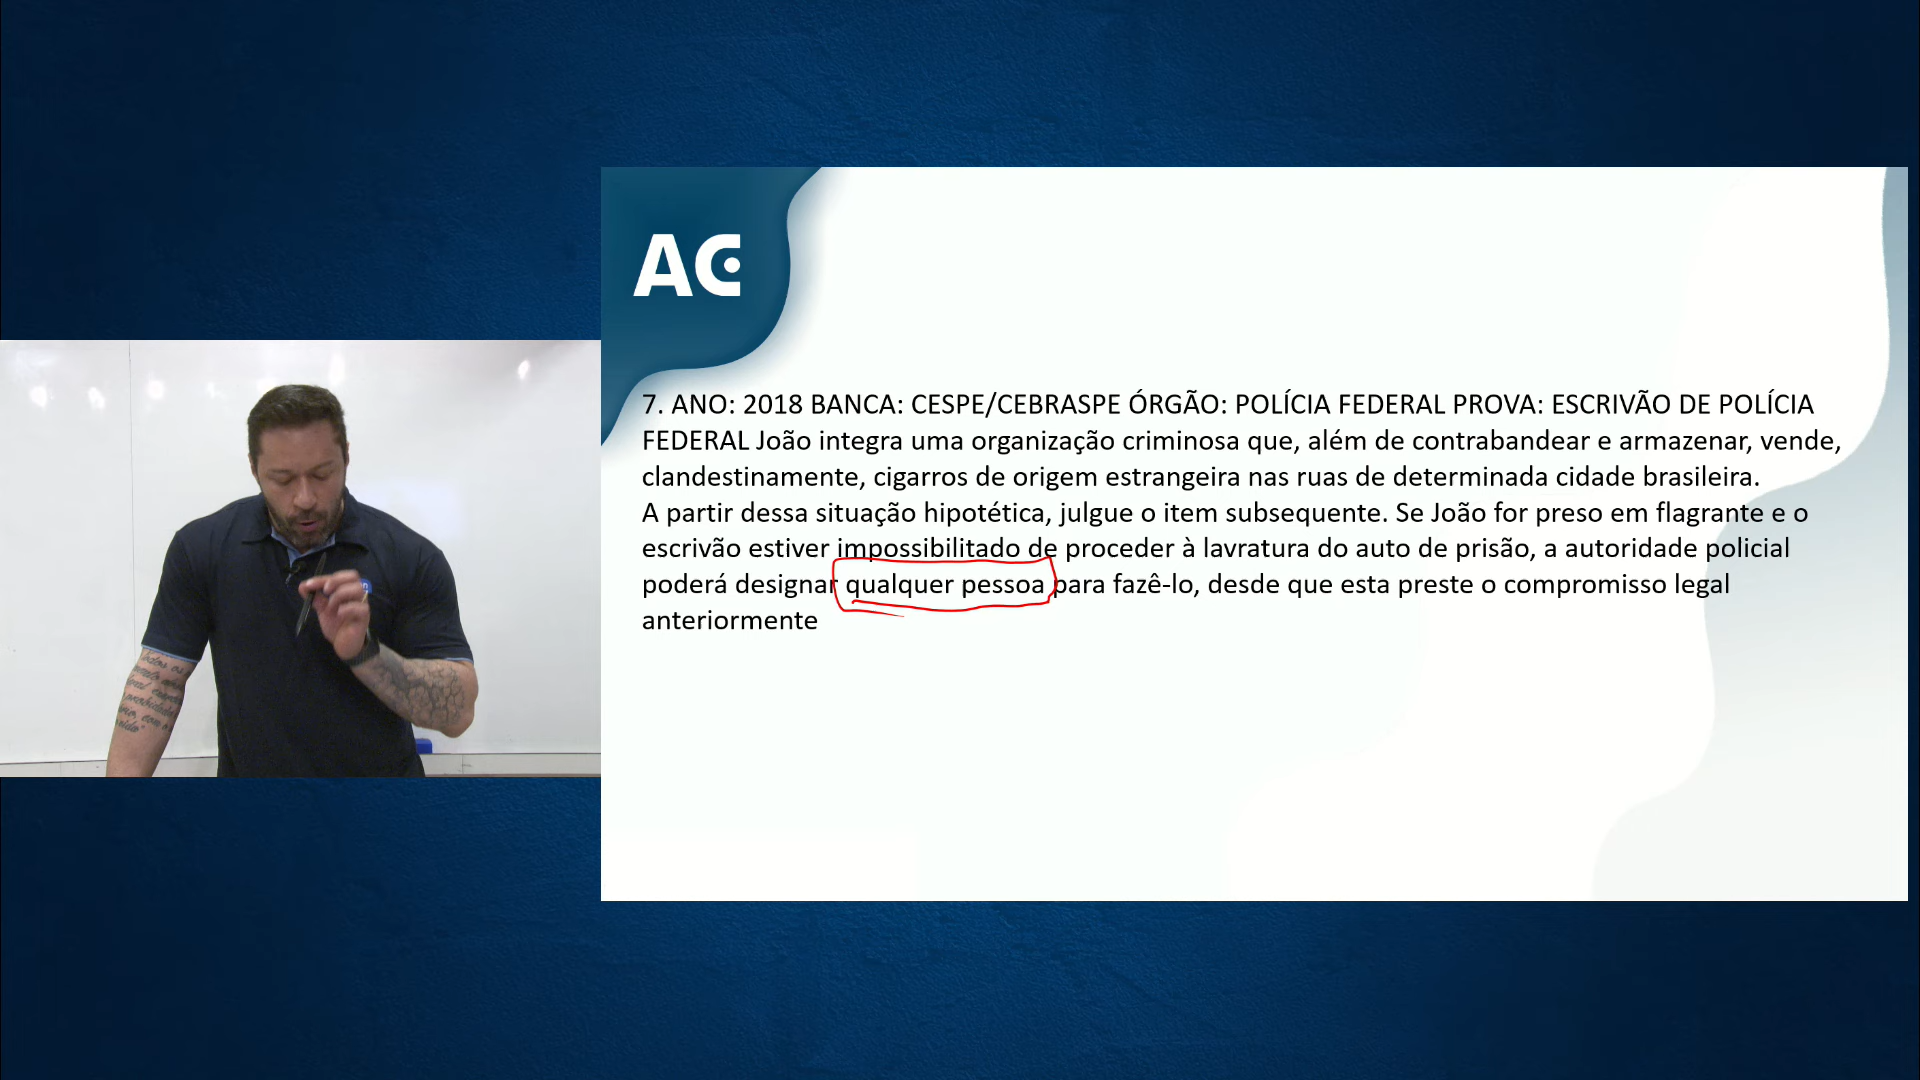 AC
7. ANO: 2018 BANCA: CESPE/CEBRASPE ÓRGÃO: POLÍCIA FEDERAL PROVA: ESCRIVÃO DE POLÍCIA
FEDERAL João integra uma organização criminosa que, além de contrabandear e armazenar, vende,
clandestinamente, cigarros de origem estrangeira nas ruas de determinada cidade brasileira.
A partir dessa situação hipotética, julgue o item subsequente. Se João for preso em flagrante e o
escrivão estiver impossibilitado de proceder à lavratura do auto de prisão, a autoridade policial
poderá designar qualquer pessoa para fazê-lo, desde que esta preste o compromisso legal
anteriormente